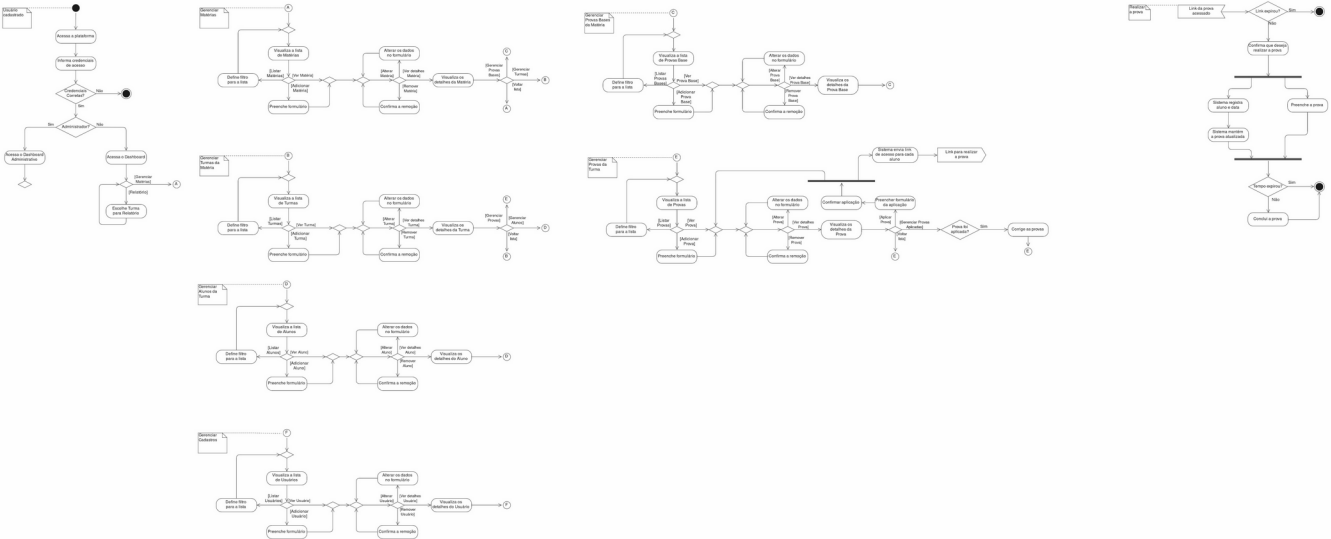 Usuário
cadastrado
Acessa a plataforma
Informa credenciais
de acesso
Credenciais
Corretas?
Não
Sim
Administrador?
Sim
Não
Acessa o Dashboard
Administrativo
Acessa o Dashboard
[Gerenciar
Matérias]
A
[Relatório]
Escolhe Turma
para Relatório
Gerenciar
Matérias
A
Visualiza a lista
de Matérias
[Listar
Matérias]
[Ver Matéria]
[Adicionar
Matéria]
Define filtro
para a lista
Preenche formulário
Alterar os dados
no formulário
[Alterar
Matéria]
[Ver detalhes
Matéria]
[Remover
Matéria]
Confirma a remoção
Visualiza os
detalhes da Matéria
C
[Gerenciar
Provas
Base]
[Gerenciar
Turmas]
B
[Voltar
lista]
A
Gerenciar
Turmas da
Matéria
B
Visualiza a lista
de Turmas
[Listar
Turmas]
[Ver Turma]
[Adicionar
Turma]
Define filtro
para a lista
Preenche formulário
Alterar os dados
no formulário
[Alterar
Turma]
[Ver detalhes
Turma]
[Remover
Turma]
Confirma a remoção
Visualiza os
detalhes da Turma
E
[Gerenciar
Provas]
[Gerenciar
Alunos]
D
[Voltar
lista]
B
Gerenciar
Alunos da
Turma
D
Visualiza a lista
de Alunos
[Listar
Alunos]
[Ver Aluno]
[Adicionar
Aluno]
Define filtro
para a lista
Preenche formulário
Alterar os dados
no formulário
[Alterar
Aluno]
[Ver detalhes
Aluno]
[Remover
Aluno]
Confirma a remoção
Visualiza os
detalhes do Aluno
D
Gerenciar
Cadastros
F
Visualiza a lista
de Usuários
[Listar
Usuários]
[Ver Usuário]
[Adicionar
Usuário]
Define filtro
para a lista
Preenche formulário
Alterar os dados
no formulário
[Alterar
Usuário]
[Ver detalhes
Usuário]
[Remover
Usuário]
Confirma a remoção
Visualiza os
detalhes do Usuário
F
Gerenciar
Provas Base
da Matéria
C
Visualiza a lista
de Provas Base
[Listar
Provas
Base]
[Ver
Prova Base]
[Adicionar
Prova
Base]
Define filtro
para a lista
Preenche formulário
Alterar os dados
no formulário
[Alterar
Prova
Base]
[Ver detalhes
Prova Base]
[Remover
Prova
Base]
Confirma a remoção
Visualiza os
detalhes da
Prova Base
C
Gerenciar
Provas da
Turma
E
Visualiza a lista
de Provas
[Listar
Provas]
[Ver
Prova]
[Adicionar
Prova]
Define filtro
para a lista
Preenche formulário
Alterar os dados
no formulário
[Alterar
Prova]
[Ver detalhes
Prova]
[Remover
Prova]
Confirma a remoção
Visualiza os
detalhes da
Prova
Sistema envia link
de acesso para cada
aluno
Link para realizar
a prova
Confirmar aplicação
Preencher formulário
de aplicação
[Aplicar
Prova]
[Gerenciar Provas
Aplicadas]
[Voltar
lista]
E
Prova foi
aplicada?
Sim
Corrige as provas
E
Realizar
a prova
Link da prova
acessado
Link expirou?
Sim
Não
Confirma que deseja
realizar a prova
Sistema registra
aluno e data
Preenche a prova
Sistema mantém
a prova atualizada
Tempo expirou?
Sim
Não
Conclui a prova